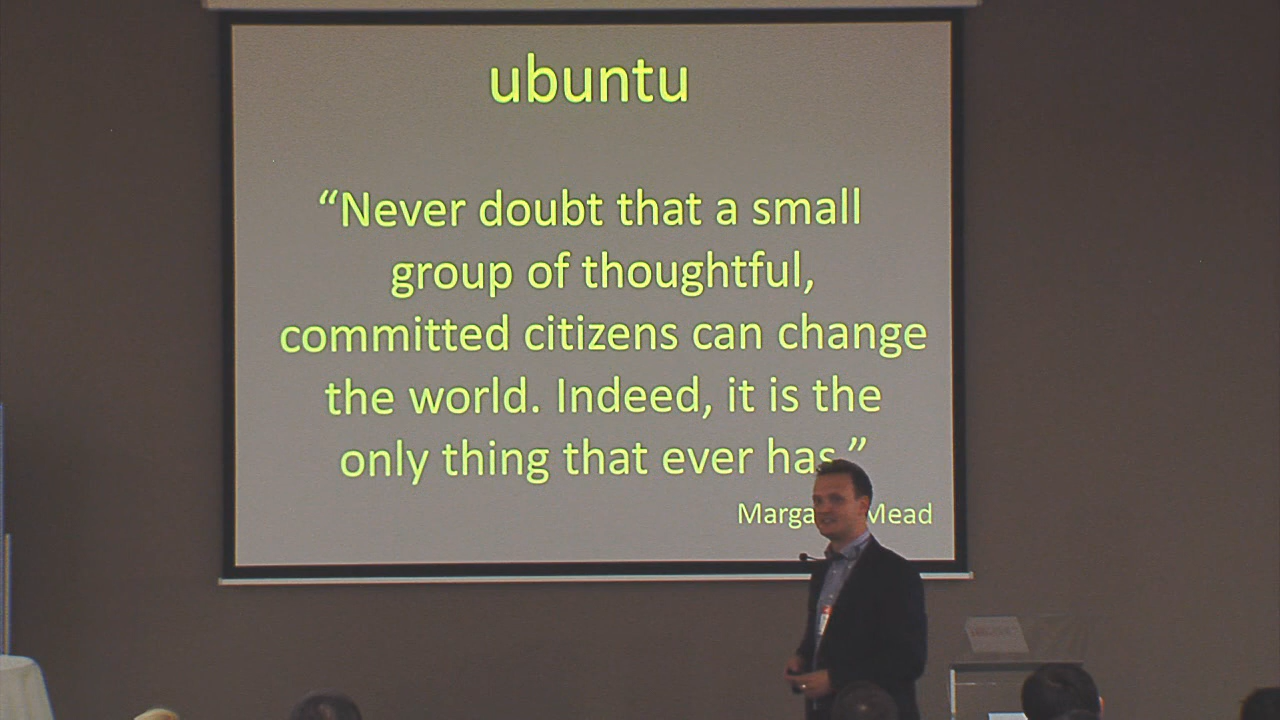 ubuntu
“Never doubt that a small
group of thoughtful,
committed citizens can change
the world. Indeed, it is the
only thing that ever has.”
Mead